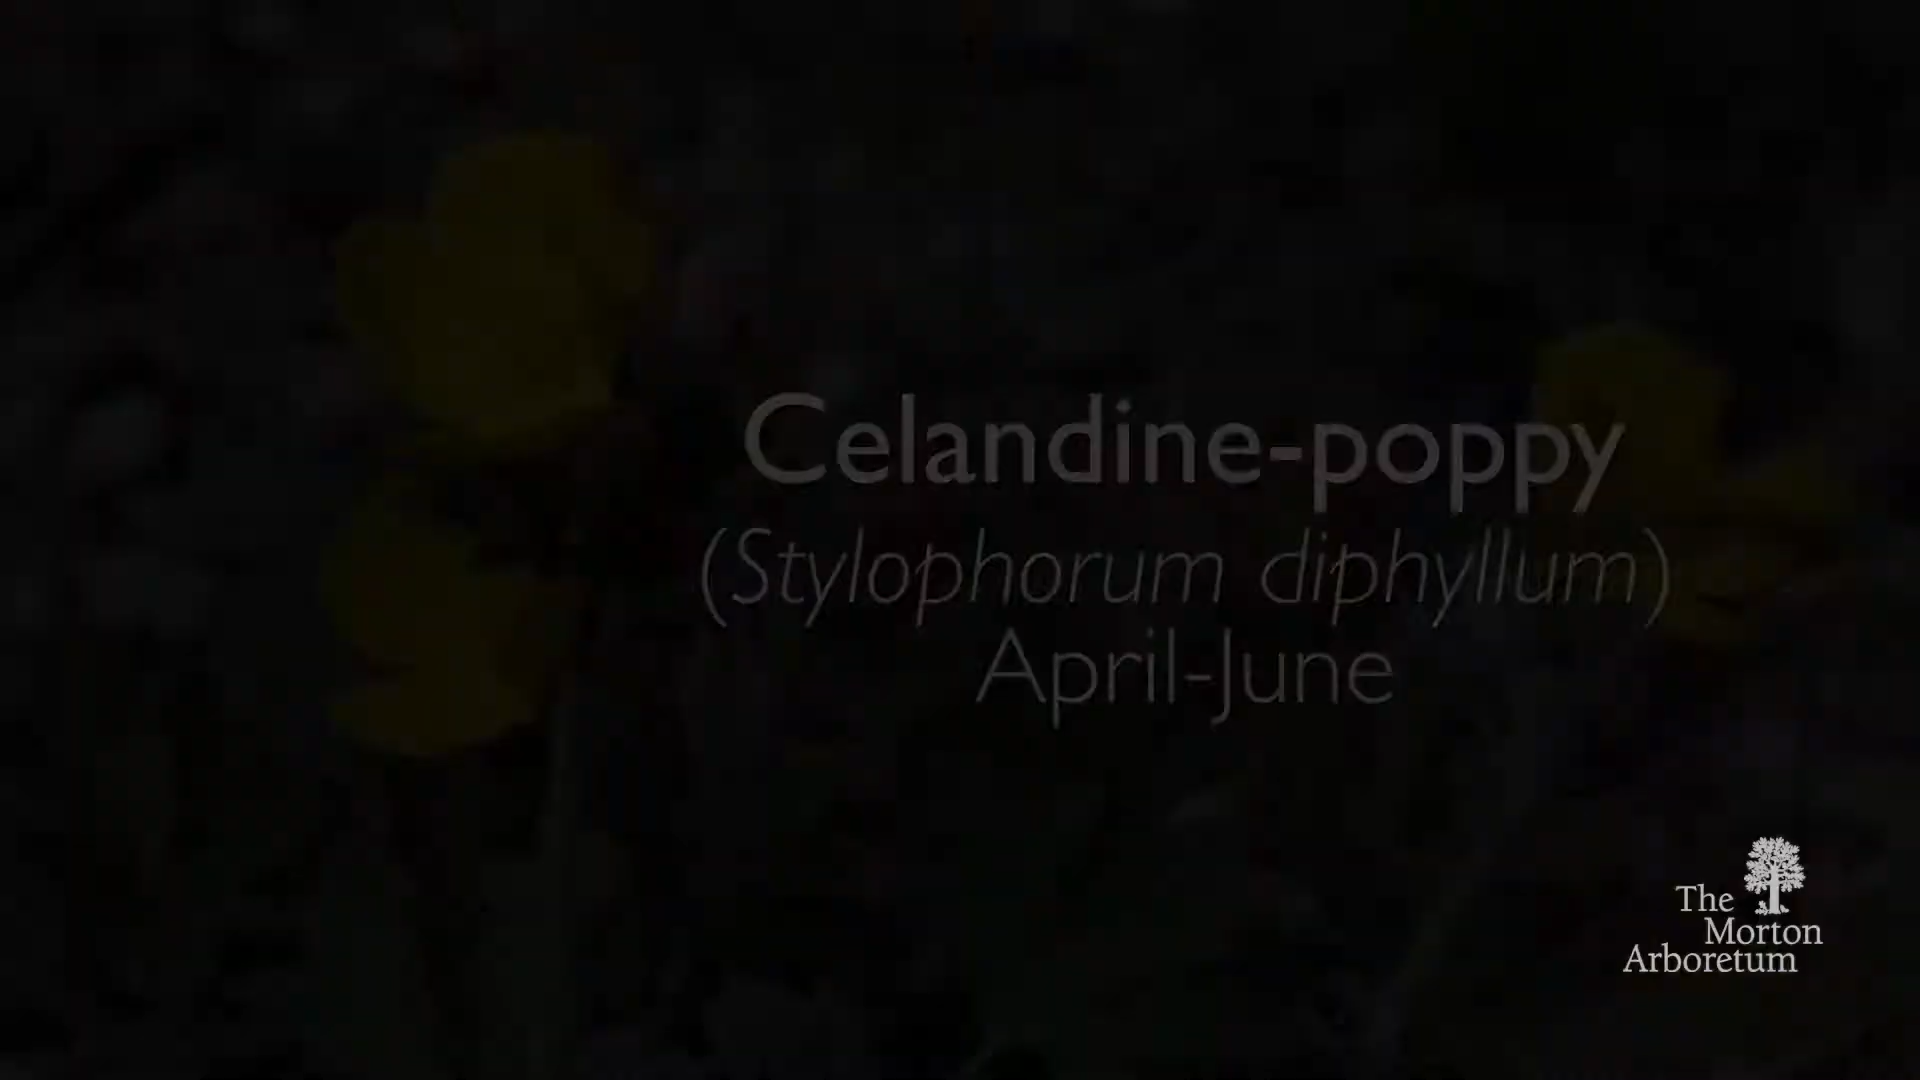 Celandine-poppy
(Stylophorum diphyllum)
April-June
The
Morton
Arboretum